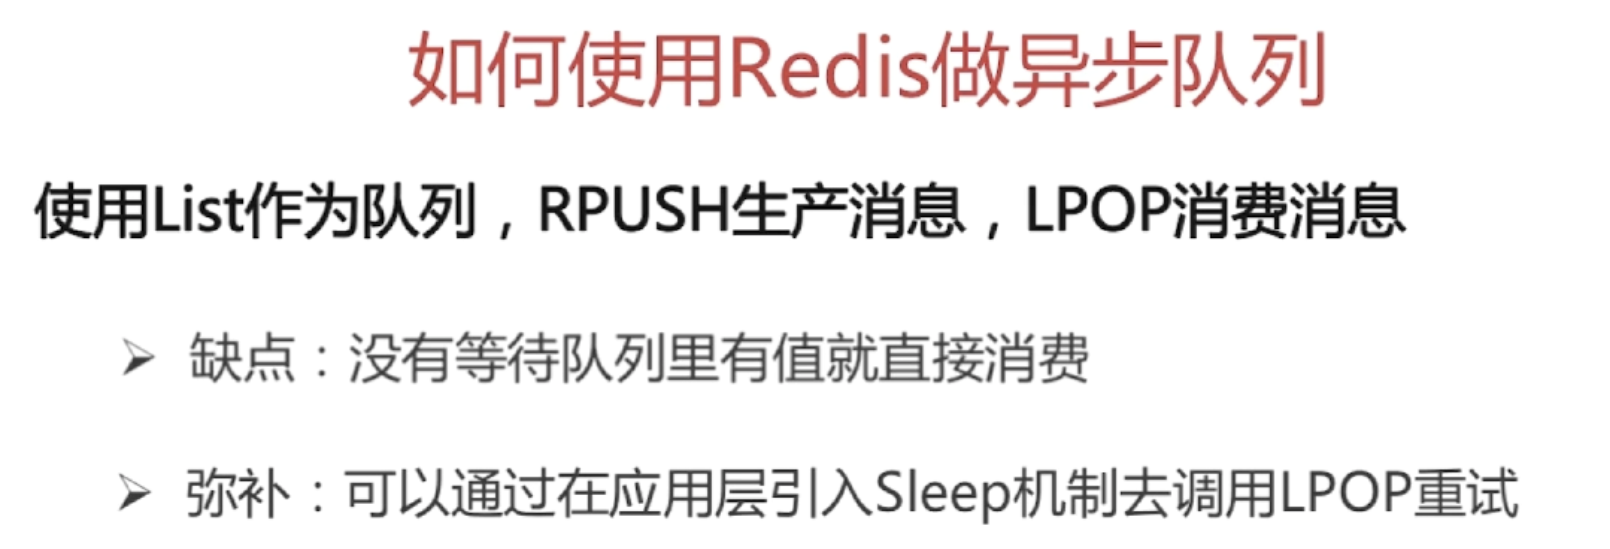 如何使用Redis做异步队列
使用List作为队列，RPUSH生产消息，LPOP消费消息
➢ 缺点：没有等待队列里有值就直接消费
➢ 弥补：可以通过在应用层引入Sleep机制去调用LPOP重试